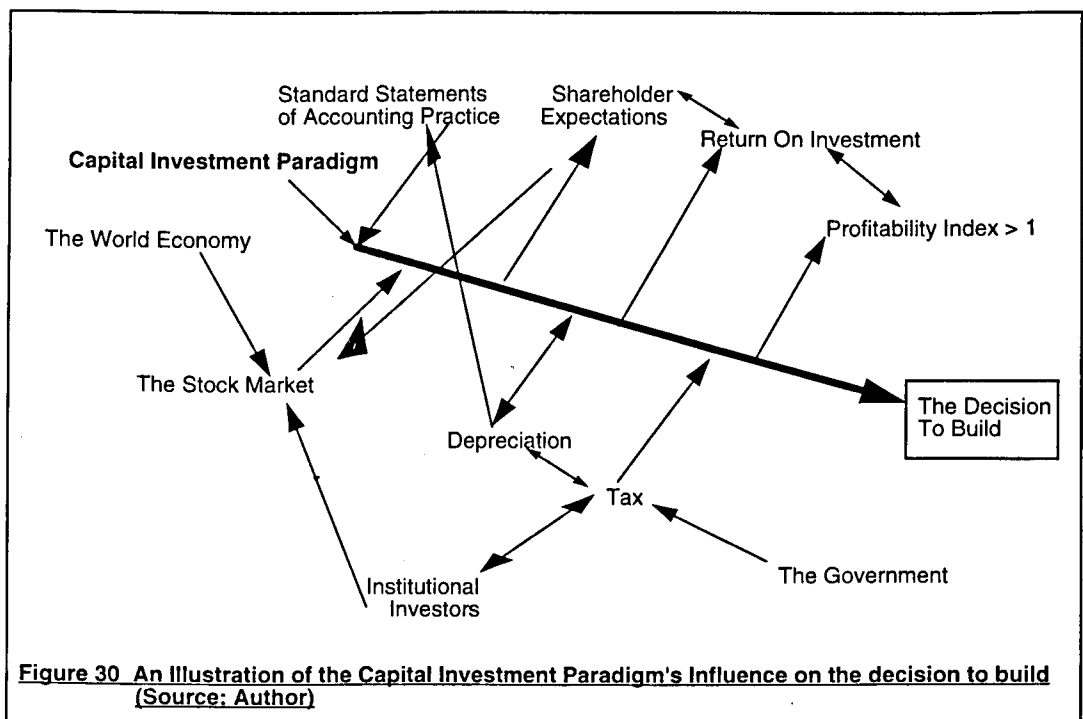 Standard Statements
of Accounting Practice
Shareholder
Expectations
Return On Investment
Capital Investment Paradigm
Profitability Index > 1
The World Economy
The Stock Market
The Decision
To Build
Depreciation
Tax
The Government
Institutional
Investors
Figure 30 An Illustration of the Capital Investment Paradigm's Influence on the decision to build
(Source: Author)